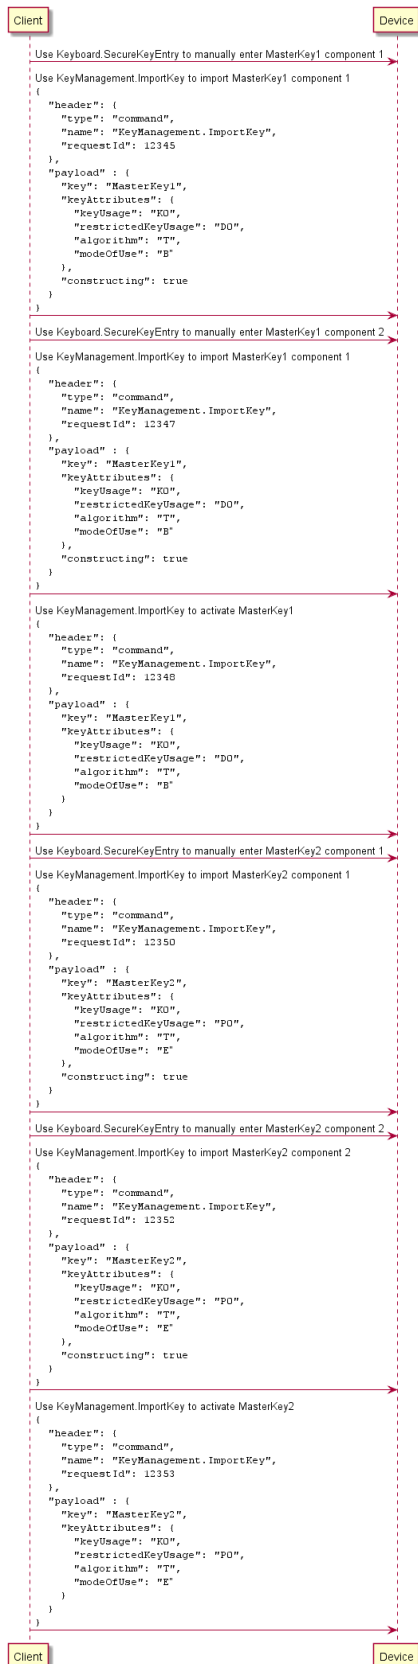 Client Device
Use Keyboard.SecureKeyEntry to manually enter MasterKey1 component 1
Use KeyManagement.ImportKey to import MasterKey1 component 1
{
  "header": {
    "type": "command",
    "name": "KeyManagement.ImportKey",
    "requestId": 12345
  },
  "payload" : {
    "key": "MasterKey1",
    "keyAttributes": {
      "keyUsage": "K0",
      "restrictedKeyUsage": "D0",
      "algorithm": "T",
      "modeOfUse": "B"
    },
    "constructing": true
  }
}
Use Keyboard.SecureKeyEntry to manually enter MasterKey1 component 2
Use KeyManagement.ImportKey to import MasterKey1 component 1
{
  "header": {
    "type": "command",
    "name": "KeyManagement.ImportKey",
    "requestId": 12347
  },
  "payload" : {
    "key": "MasterKey1",
    "keyAttributes": {
      "keyUsage": "K0",
      "restrictedKeyUsage": "D0",
      "algorithm": "T",
      "modeOfUse": "B"
    },
    "constructing": true
  }
}
Use KeyManagement.ImportKey to activate MasterKey1
{
  "header": {
    "type": "command",
    "name": "KeyManagement.ImportKey",
    "requestId": 12348
  },
  "payload" : {
    "key": "MasterKey1",
    "keyAttributes": {
      "keyUsage": "K0",
      "restrictedKeyUsage": "D0",
      "algorithm": "T",
      "modeOfUse": "B"
    }
  }
}
Use Keyboard.SecureKeyEntry to manually enter MasterKey2 component 1
Use KeyManagement.ImportKey to import MasterKey2 component 1
{
  "header": {
    "type": "command",
    "name": "KeyManagement.ImportKey",
    "requestId": 12350
  },
  "payload" : {
    "key": "MasterKey2",
    "keyAttributes": {
      "keyUsage": "K0",
      "restrictedKeyUsage": "P0",
      "algorithm": "T",
      "modeOfUse": "E"
    },
    "constructing": true
  }
}
Use Keyboard.SecureKeyEntry to manually enter MasterKey2 component 2
Use KeyManagement.ImportKey to import MasterKey2 component 2
{
  "header": {
    "type": "command",
    "name": "KeyManagement.ImportKey",
    "requestId": 12352
  },
  "payload" : {
    "key": "MasterKey2",
    "keyAttributes": {
      "keyUsage": "K0",
      "restrictedKeyUsage": "P0",
      "algorithm": "T",
      "modeOfUse": "E"
    },
    "constructing": true
  }
}
Use KeyManagement.ImportKey to activate MasterKey2
{
  "header": {
    "type": "command",
    "name": "KeyManagement.ImportKey",
    "requestId": 12353
  },
  "payload" : {
    "key": "MasterKey2",
    "keyAttributes": {
      "keyUsage": "K0",
      "restrictedKeyUsage": "P0",
      "algorithm": "T",
      "modeOfUse": "E"
    }
  }
}
Client Device